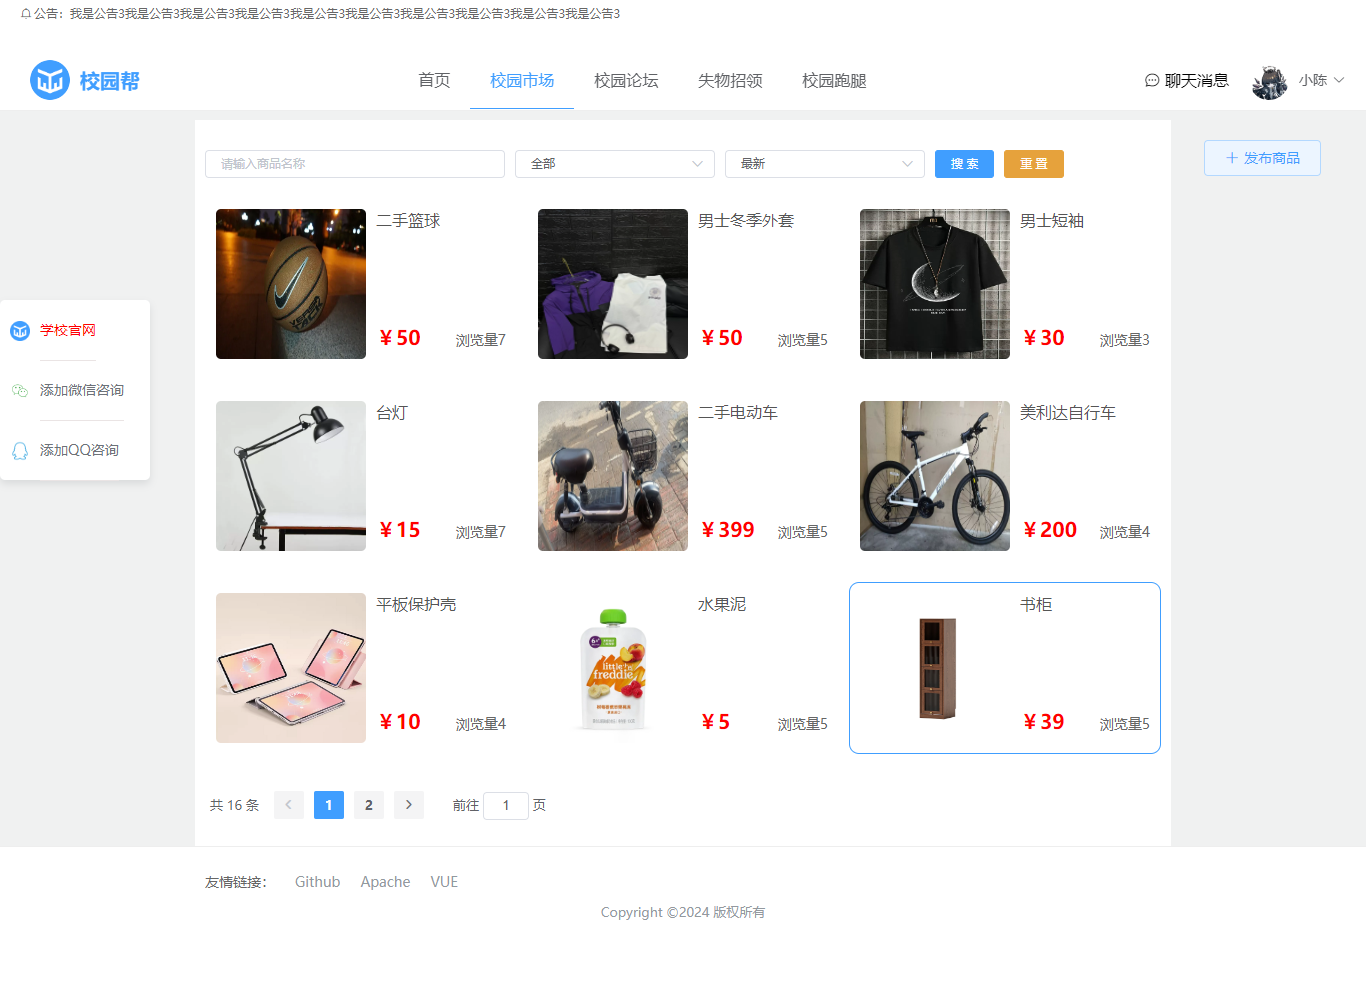 公告：我是公告3我是公告3我是公告3我是公告3我是公告3我是公告3我是公告3我是公告3我是公告3我是公告3
校园帮
首页 校园市场 校园论坛 失物招领 校园跑腿
聊天消息 小陈
请输入商品名称 全部 最新 搜索 重置
发布商品
学校官网
添加微信咨询
添加QQ咨询
二手篮球
¥50 浏览量7
男士冬季外套
¥50 浏览量5
男士短袖
¥30 浏览量3
台灯
¥15 浏览量7
二手电动车
¥399 浏览量5
美利达自行车
¥200 浏览量4
平板保护壳
¥10 浏览量4
水果泥
little freddie
¥5 浏览量5
书柜
¥39 浏览量5
共 16 条 1 2 前往 1 页
友情链接： Github Apache VUE
Copyright ©2024 版权所有